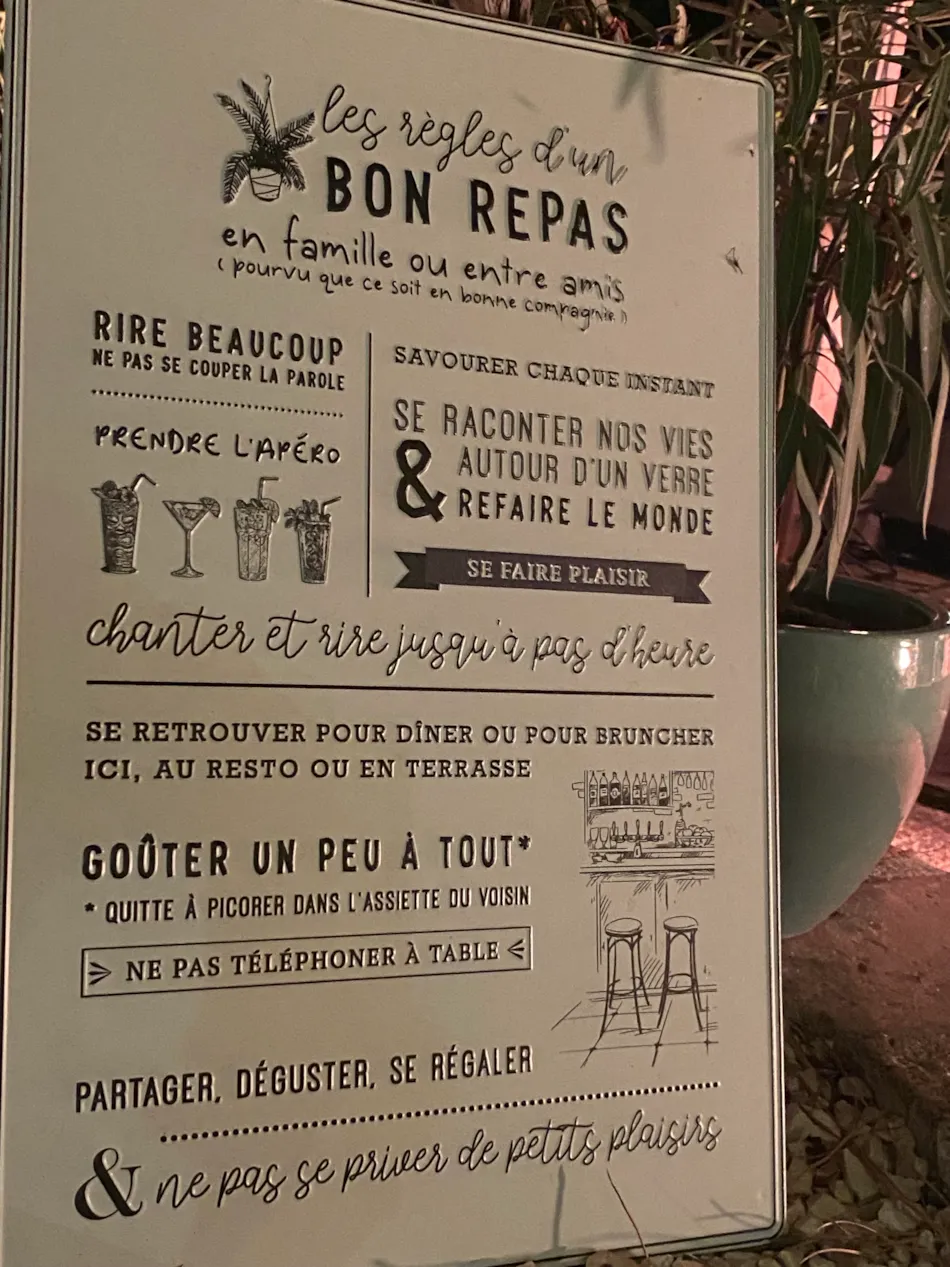 les règles d'un
BON REPAS
en famille ou entre amis
(pourvu que ce soit en bonne compagnie.)
RIRE BEAUCOUP
NE PAS SE COUPER LA PAROLE
PRENDRE L'APÉRO
SAVOURER CHAQUE INSTANT
SE RACONTER NOS VIES
AUTOUR D'UN VERRE
& REFAIRE LE MONDE
SE FAIRE PLAISIR
chanter et rire jusqu'à pas d'heure
SE RETROUVER POUR DÎNER OU POUR BRUNCHER
ICI, AU RESTO OU EN TERRASSE
GOÛTER UN PEU À TOUT*
* QUITTE À PICORER DANS L'ASSIETTE DU VOISIN
NE PAS TÉLÉPHONER À TABLE
PARTAGER, DÉGUSTER, SE RÉGALER
& ne pas se priver de petits plaisirs